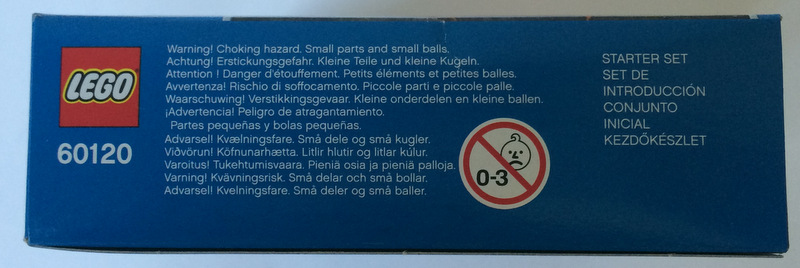 LEGO
60120
Warning! Choking hazard. Small parts and small balls.
Achtung! Erstickungsgefahr. Kleine Teile und kleine Kugeln.
Attention ! Danger d'étouffement. Petits éléments et petites balles.
Avvertenza! Rischio di soffocamento. Piccole parti e piccole palle.
Waarschuwing! Verstikkingsgevaar. Kleine onderdelen en kleine ballen.
¡Advertencia! Peligro de atragantamiento.
Partes pequeñas y bolas pequeñas.
Advarsel! Kvælningsfare. Små dele og små kugler.
Viðvörun! Köfnunarhætta. Litlir hlutir og litlar kúlur.
Varoitus! Tukehtumisvaara. Pieniä osia ja pieniä palloja.
Varning! Kvävningsrisk. Små delar och små bollar.
Advarsel! Kvelningsfare. Små deler og små baller.
0-3
STARTER SET
SET DE
INTRODUCCIÓN
CONJUNTO
INICIAL
KEZDŐKÉSZLET